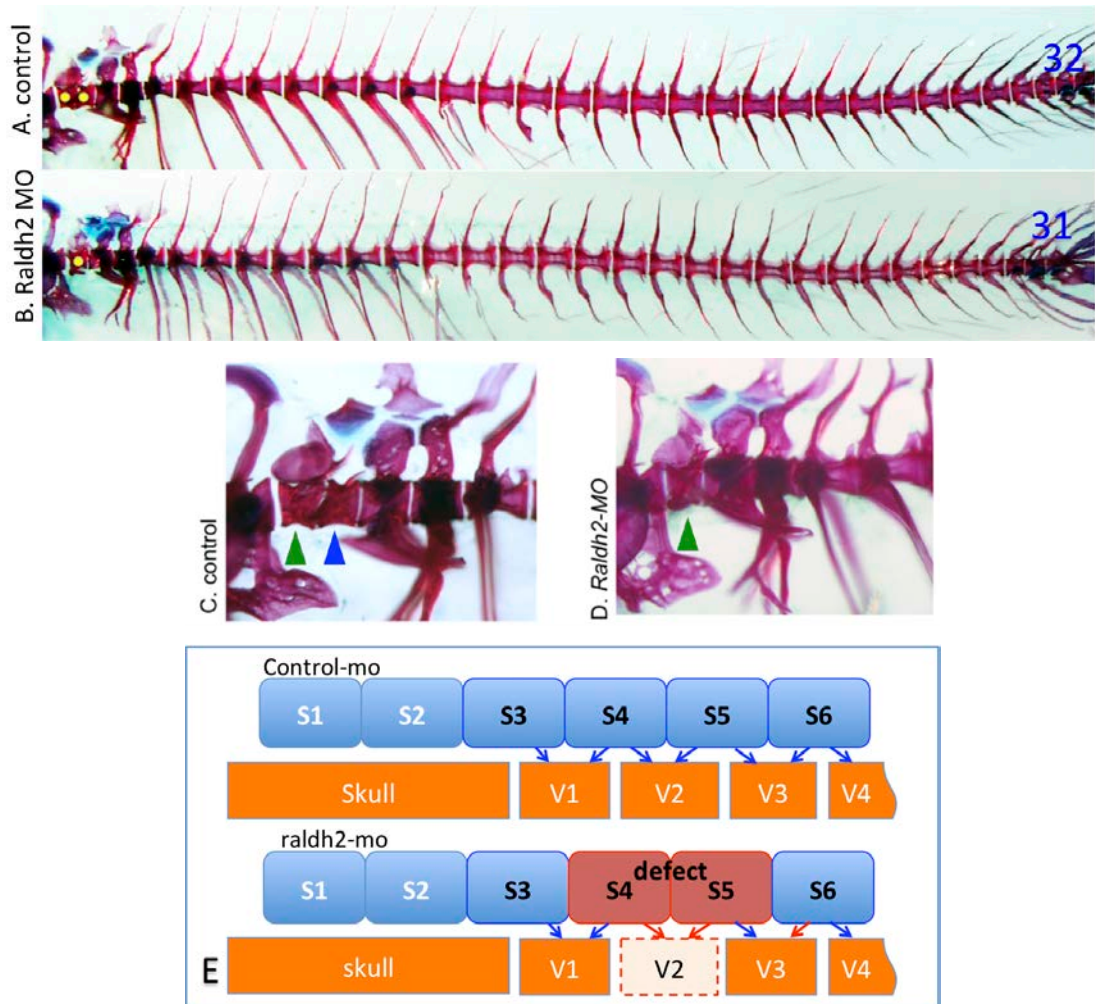 A. control
32
B. Raldh2 MO
31
C. control
D. Raldh2-MO
Control-mo
S1 S2 S3 S4 S5 S6
Skull V1 V2 V3 V4
raldh2-mo
defect
S1 S2 S3 S4 S5 S6
E
skull V1 V2 V3 V4